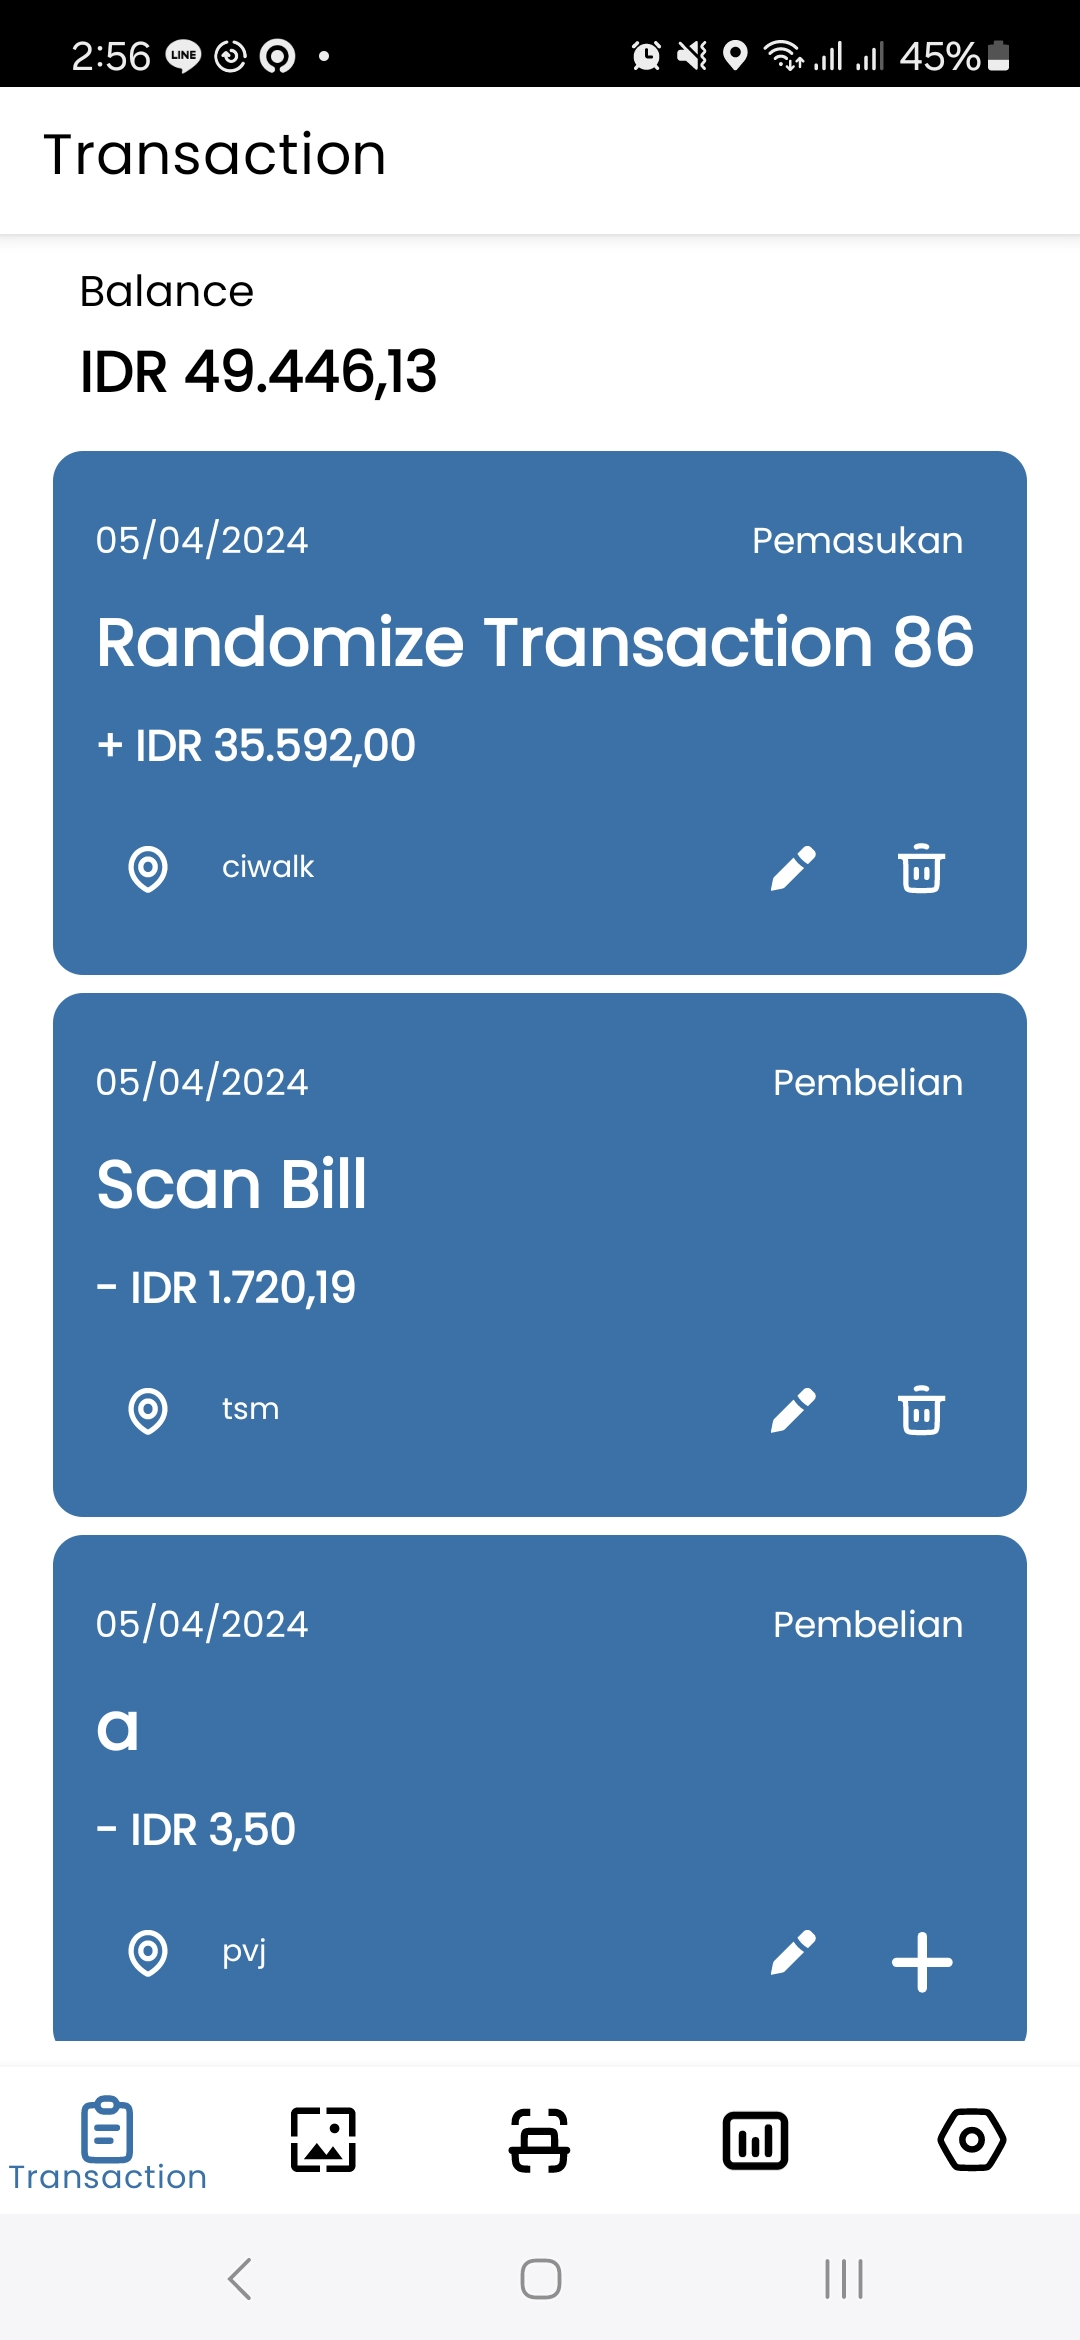 2:56 LINE 45%
Transaction
Balance
IDR 49.446,13
05/04/2024 Pemasukan
Randomize Transaction 86
+ IDR 35.592,00
ciwalk
05/04/2024 Pembelian
Scan Bill
- IDR 1.720,19
tsm
05/04/2024 Pembelian
a
- IDR 3,50
pvj
Transaction